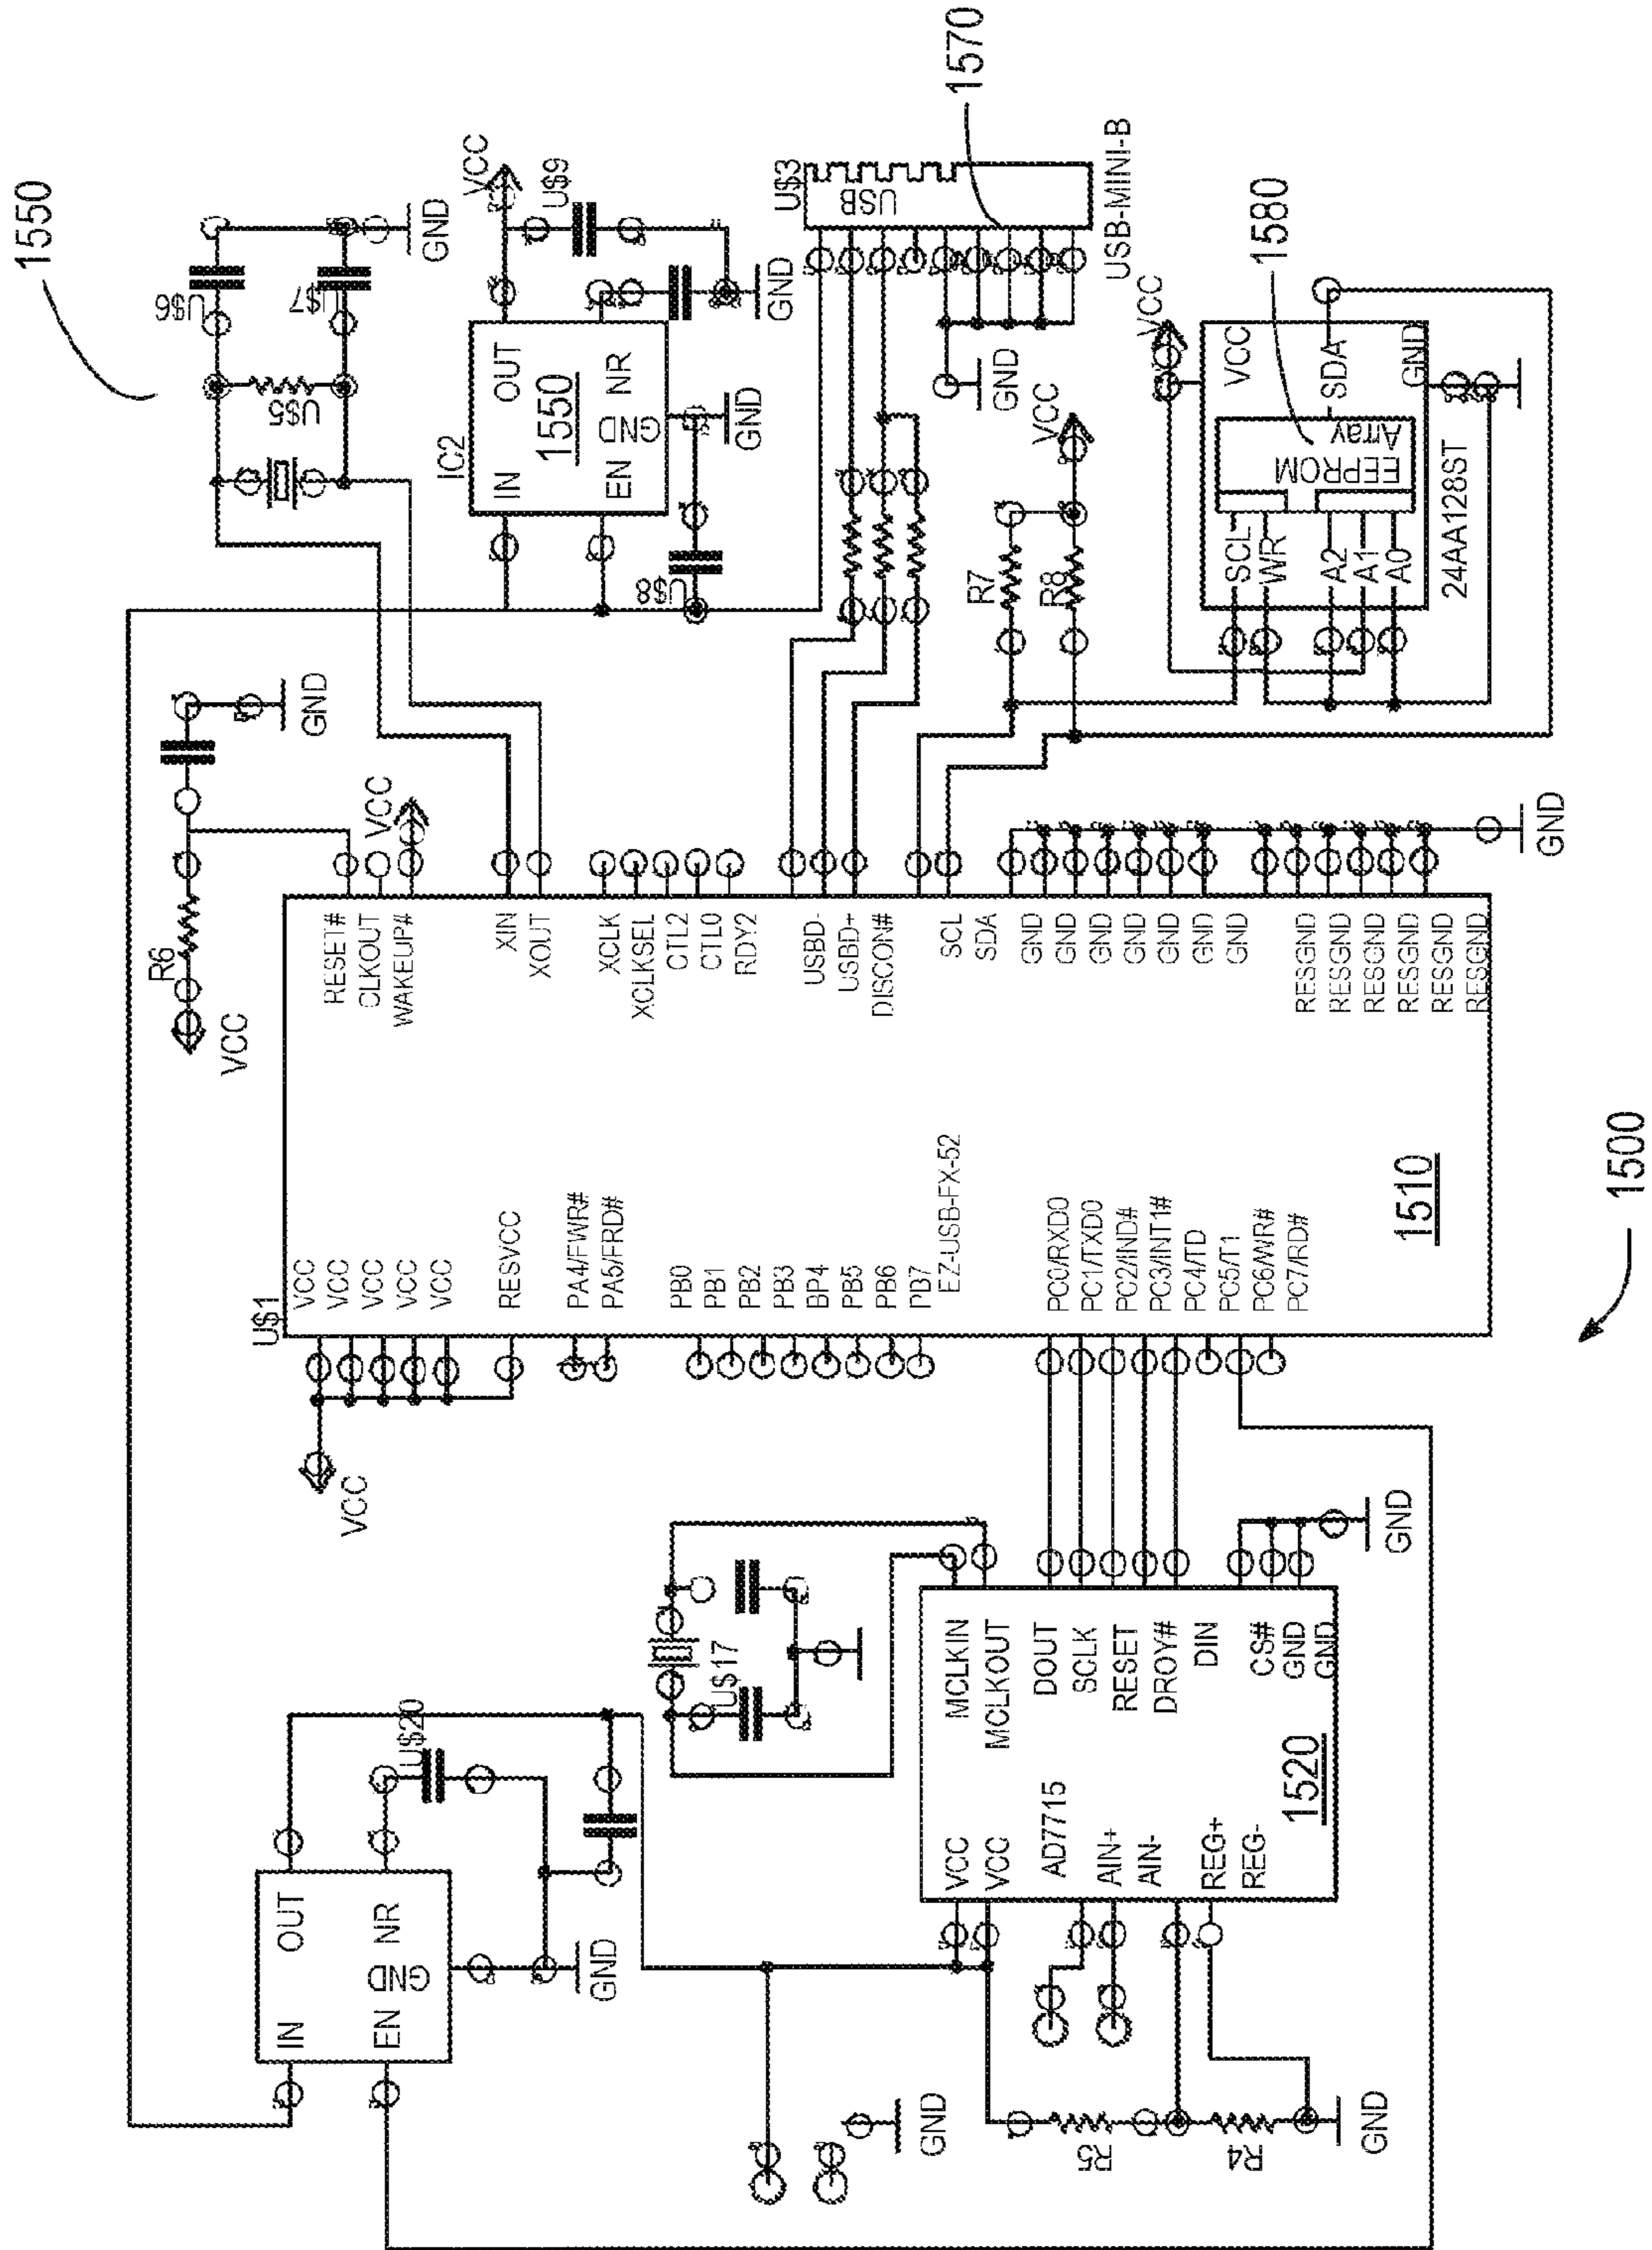 1550
U$6
U$7
GND
U$5
VCC
U$9
IC2
IN
OUT
1550
EN
GND
NR
GND
GND
U$8
U$3
USB
1570
USB-MINI-B
GND
VCC
R7
R8
VCC
1580
VCC
SDA
GND
EEPROM
Array
SCL
WR
A2
A1
A0
24AA128ST
R6
VCC
GND
VCC
U$1
VCC
VCC
VCC
VCC
VCC
RESVCC
PA4/FWR#
PA5/FRD#
PB0
PB1
PB2
PB3
BP4
PB5
PB6
PB7
EZ-USB-FX-52
PC0/RXD0
PC1/TXD0
PC2/IND#
PC3/INT1#
PC4/TD
PC5/T1
PC6/WR#
PC7/RD#
1510
RESET#
CLKOUT
WAKEUP#
XIN
XOUT
XCLK
XCLKSEL
CTL2
CTL0
RDY2
USBD-
USBD+
DISCON#
SCL
SDA
GND
GND
GND
GND
GND
GND
GND
RESGND
RESGND
RESGND
RESGND
RESGND
RESGND
GND
VCC
IN
OUT
EN
GND
NR
U$20
GND
U$17
MCLKIN
MCLKOUT
DOUT
SCLK
RESET
DROY#
DIN
CS#
GND
GND
GND
1520
VCC
VCC
AD7715
AIN+
AIN-
REG+
REG-
GND
R5
R4
GND
1500